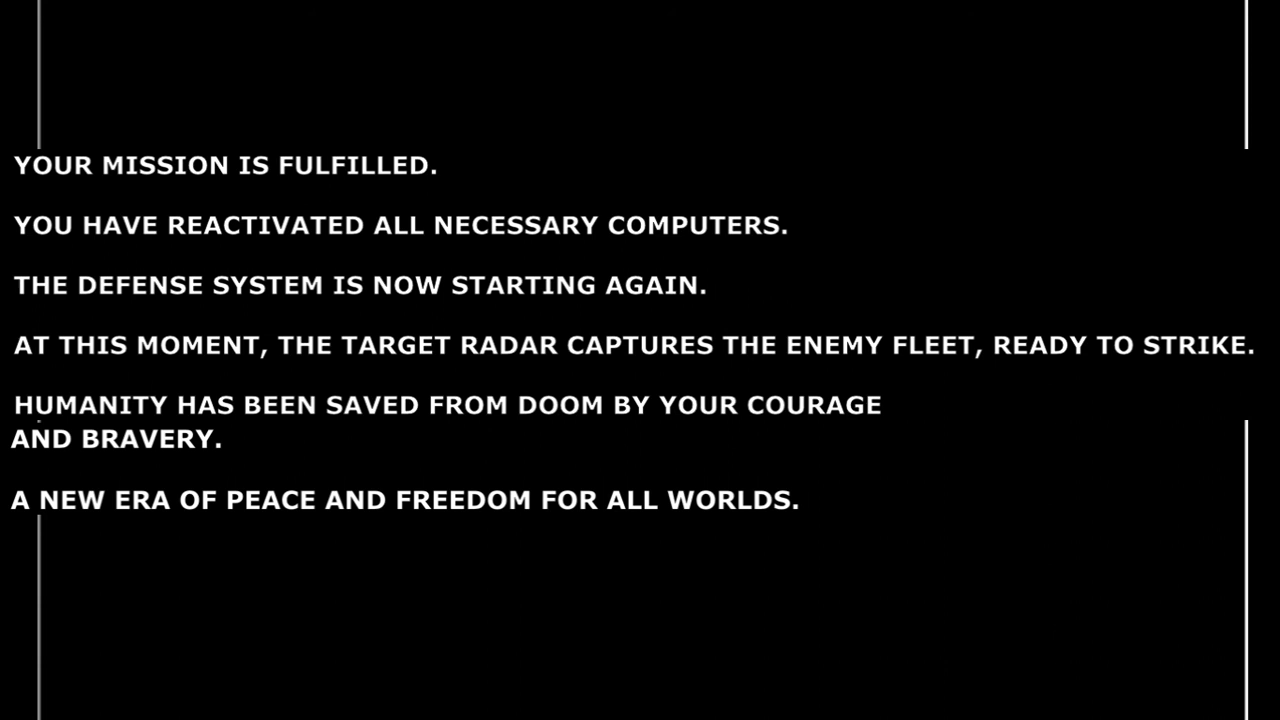 YOUR MISSION IS FULFILLED.
YOU HAVE REACTIVATED ALL NECESSARY COMPUTERS.
THE DEFENSE SYSTEM IS NOW STARTING AGAIN.
AT THIS MOMENT, THE TARGET RADAR CAPTURES THE ENEMY FLEET, READY TO STRIKE.
HUMANITY HAS BEEN SAVED FROM DOOM BY YOUR COURAGE
AND BRAVERY.
A NEW ERA OF PEACE AND FREEDOM FOR ALL WORLDS.